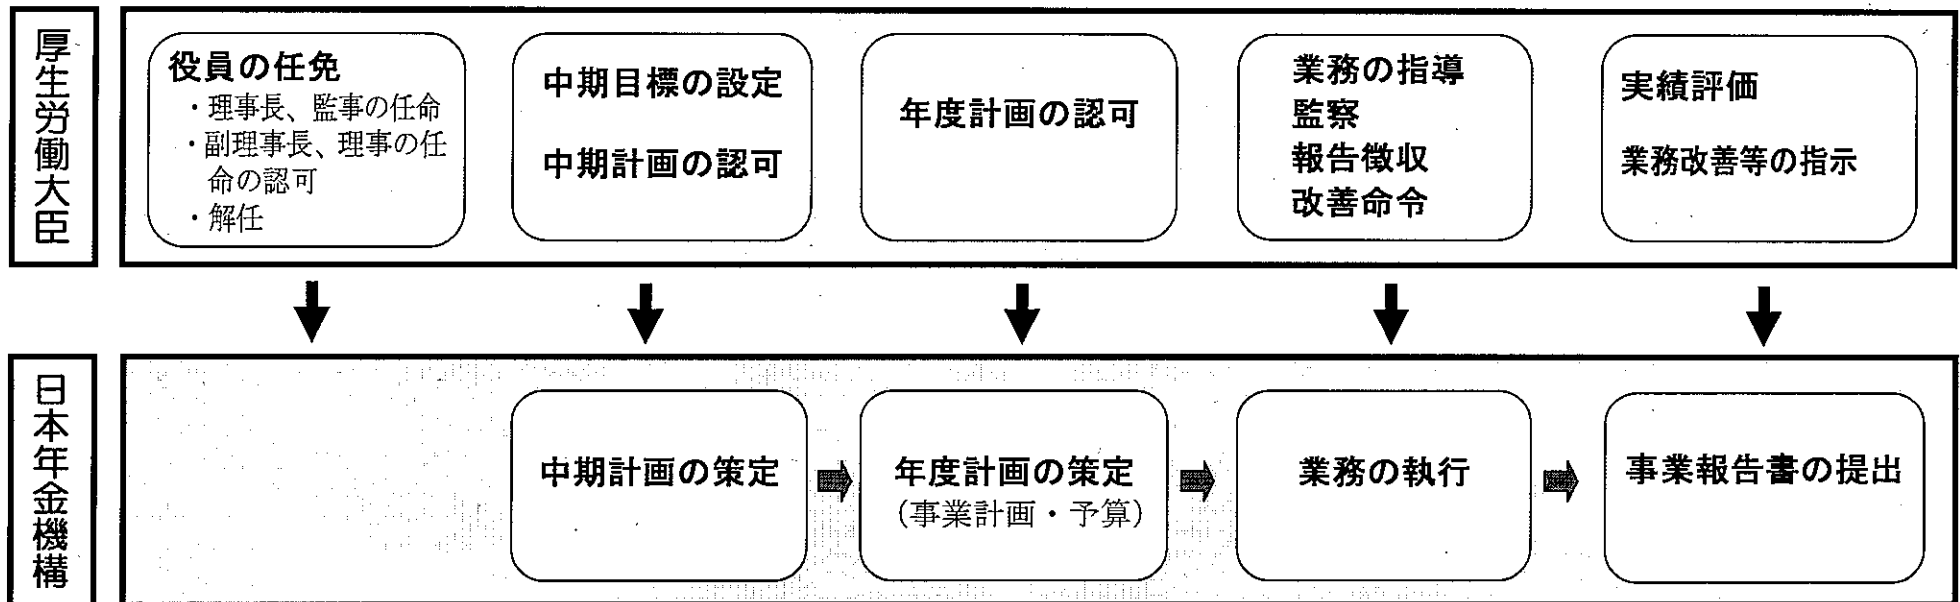 厚生労働大臣
役員の任免
・理事長、監事の任命
・副理事長、理事の任
命の認可
・解任
中期目標の設定
中期計画の認可
年度計画の認可
業務の指導
監察
報告徴収
改善命令
実績評価
業務改善等の指示
日本年金機構
中期計画の策定
年度計画の策定
（事業計画・予算）
業務の執行
事業報告書の提出